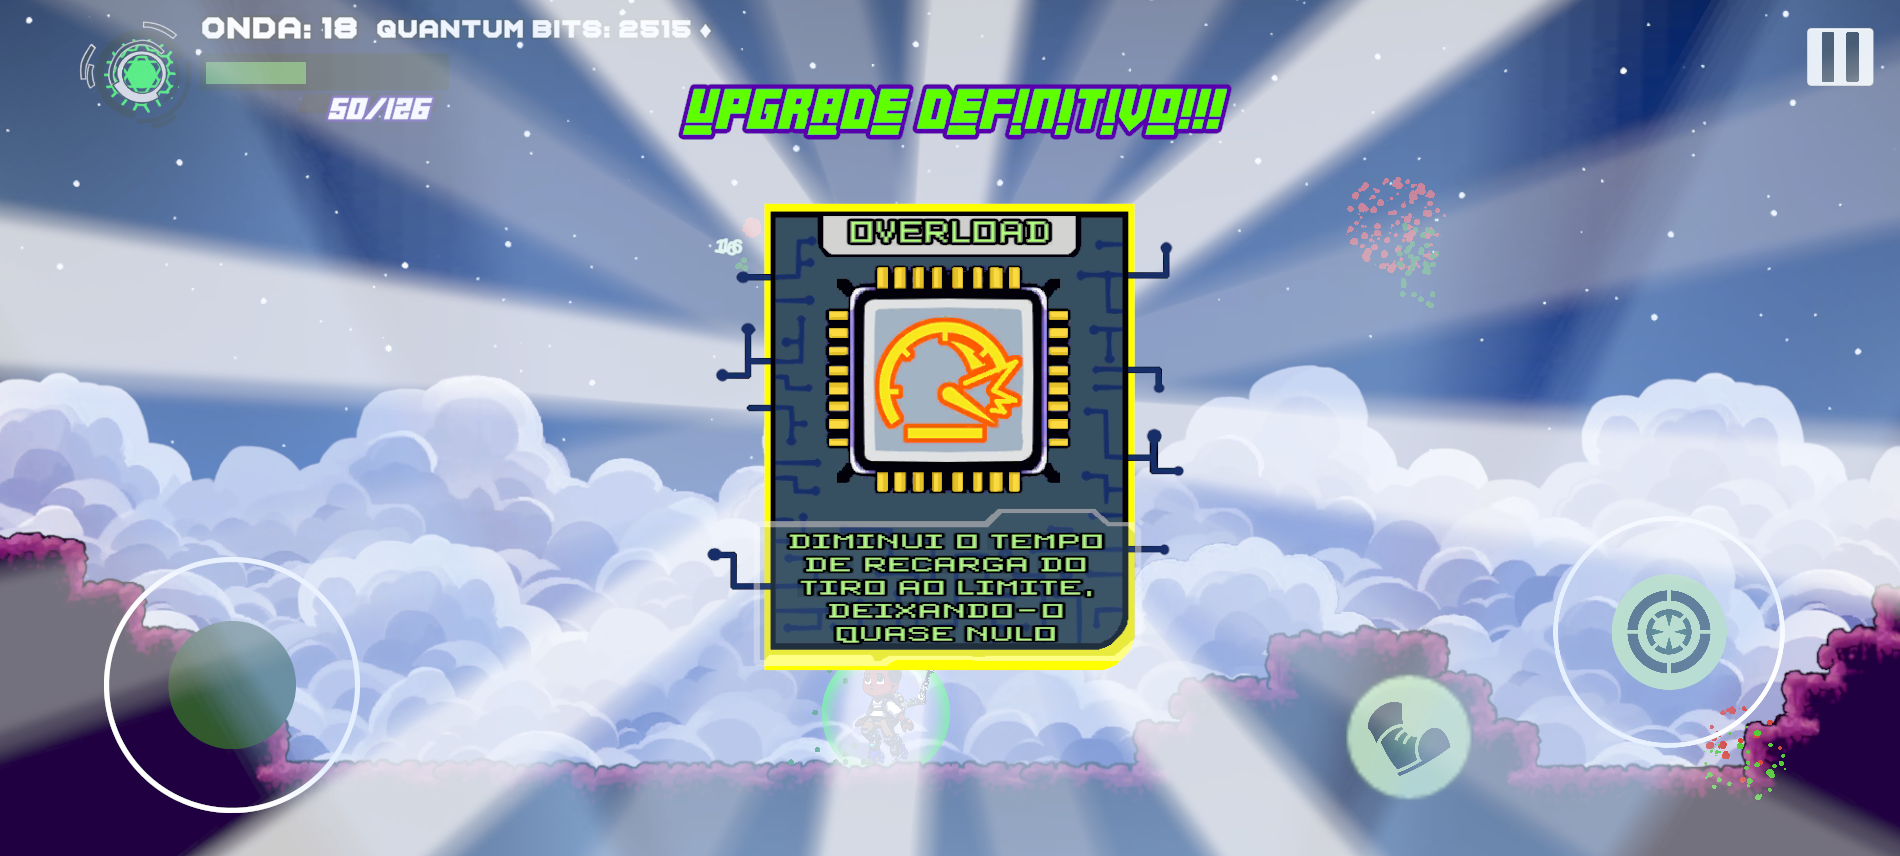 ONDA: 18 QUANTUM BITS: 2515
50/126
UPGRADE DEFINITIVO!!!
OVERLOAD
DIMINUI O TEMPO
DE RECARGA DO
TIRO AO LIMITE,
DEIXANDO-O
QUASE NULO